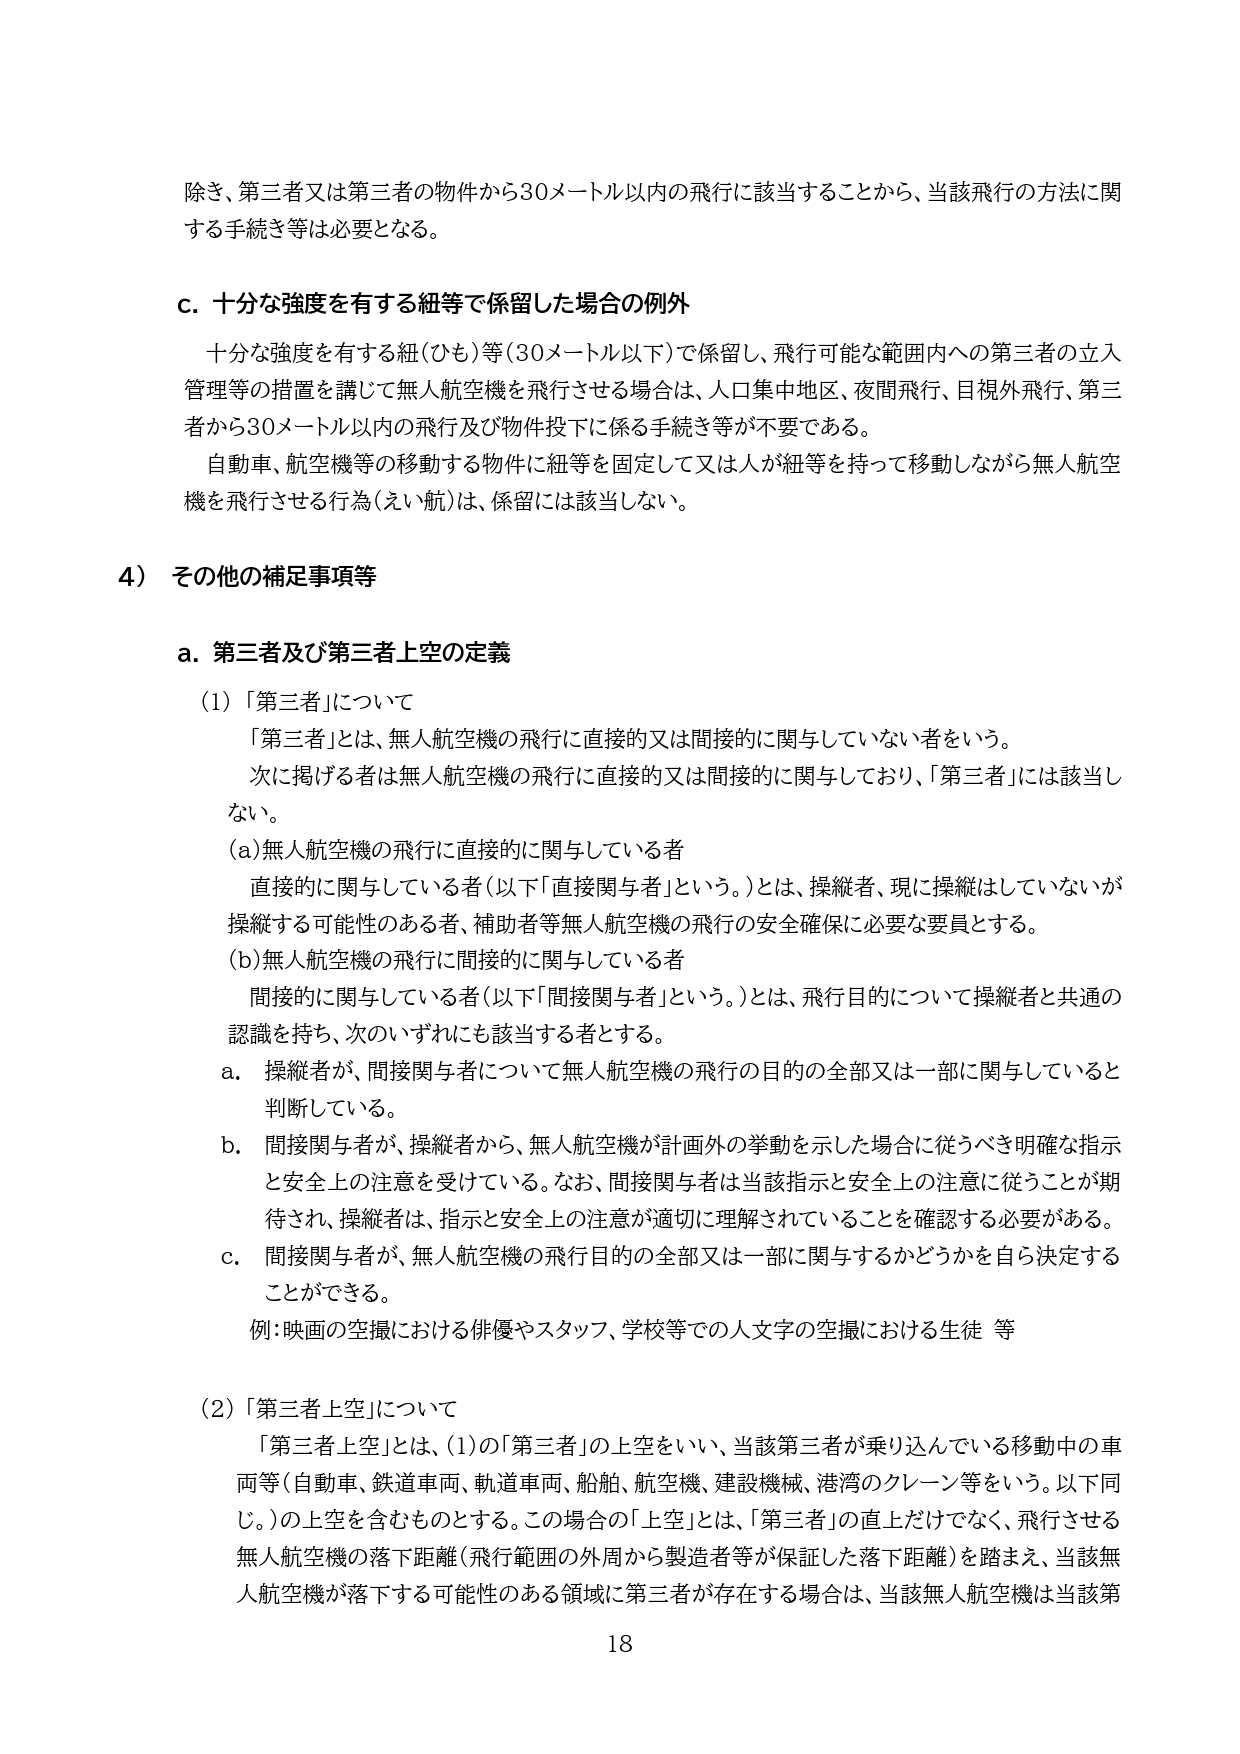 除き、第三者又は第三者の物件から30メートル以内の飛行に該当することから、当該飛行の方法に関
する手続き等は必要となる。
c. 十分な強度を有する紐等で係留した場合の例外
十分な強度を有する紐(ひも)等(30メートル以下)で係留し、飛行可能な範囲内への第三者の立入
管理等の措置を講じて無人航空機を飛行させる場合は、人口集中地区、夜間飛行、目視外飛行、第三
者から30メートル以内の飛行及び物件投下に係る手続き等が不要である。
自動車、航空機等の移動する物件に紐等を固定して又は人が紐等を持って移動しながら無人航空
機を飛行させる行為(えい航)は、係留には該当しない。
4) その他の補足事項等
a. 第三者及び第三者上空の定義
(1)「第三者」について
「第三者」とは、無人航空機の飛行に直接的又は間接的に関与していない者をいう。
次に掲げる者は無人航空機の飛行に直接的又は間接的に関与しており、「第三者」には該当し
ない。
(a)無人航空機の飛行に直接的に関与している者
直接的に関与している者(以下「直接関与者」という。)とは、操縦者、現に操縦はしていないが
操縦する可能性のある者、補助者等無人航空機の飛行の安全確保に必要な要員とする。
(b)無人航空機の飛行に間接的に関与している者
間接的に関与している者(以下「間接関与者」という。)とは、飛行目的について操縦者と共通の
認識を持ち、次のいずれにも該当する者とする。
a. 操縦者が、間接関与者について無人航空機の飛行の目的の全部又は一部に関与していると
判断している。
b. 間接関与者が、操縦者から、無人航空機が計画外の挙動を示した場合に従うべき明確な指示
と安全上の注意を受けている。なお、間接関与者は当該指示と安全上の注意に従うことが期
待され、操縦者は、指示と安全上の注意が適切に理解されていることを確認する必要がある。
c. 間接関与者が、無人航空機の飛行目的の全部又は一部に関与するかどうかを自ら決定する
ことができる。
例:映画の空撮における俳優やスタッフ、学校等での人文字の空撮における生徒 等
(2)「第三者上空」について
「第三者上空」とは、(1)の「第三者」の上空をいい、当該第三者が乗り込んでいる移動中の車
両等(自動車、鉄道車両、軌道車両、船舶、航空機、建設機械、港湾のクレーン等をいう。以下同
じ。)の上空を含むものとする。この場合の「上空」とは、「第三者」の直上だけでなく、飛行させる
無人航空機の落下距離(飛行範囲の外周から製造者等が保証した落下距離)を踏まえ、当該無
人航空機が落下する可能性のある領域に第三者が存在する場合は、当該無人航空機は当該第
18